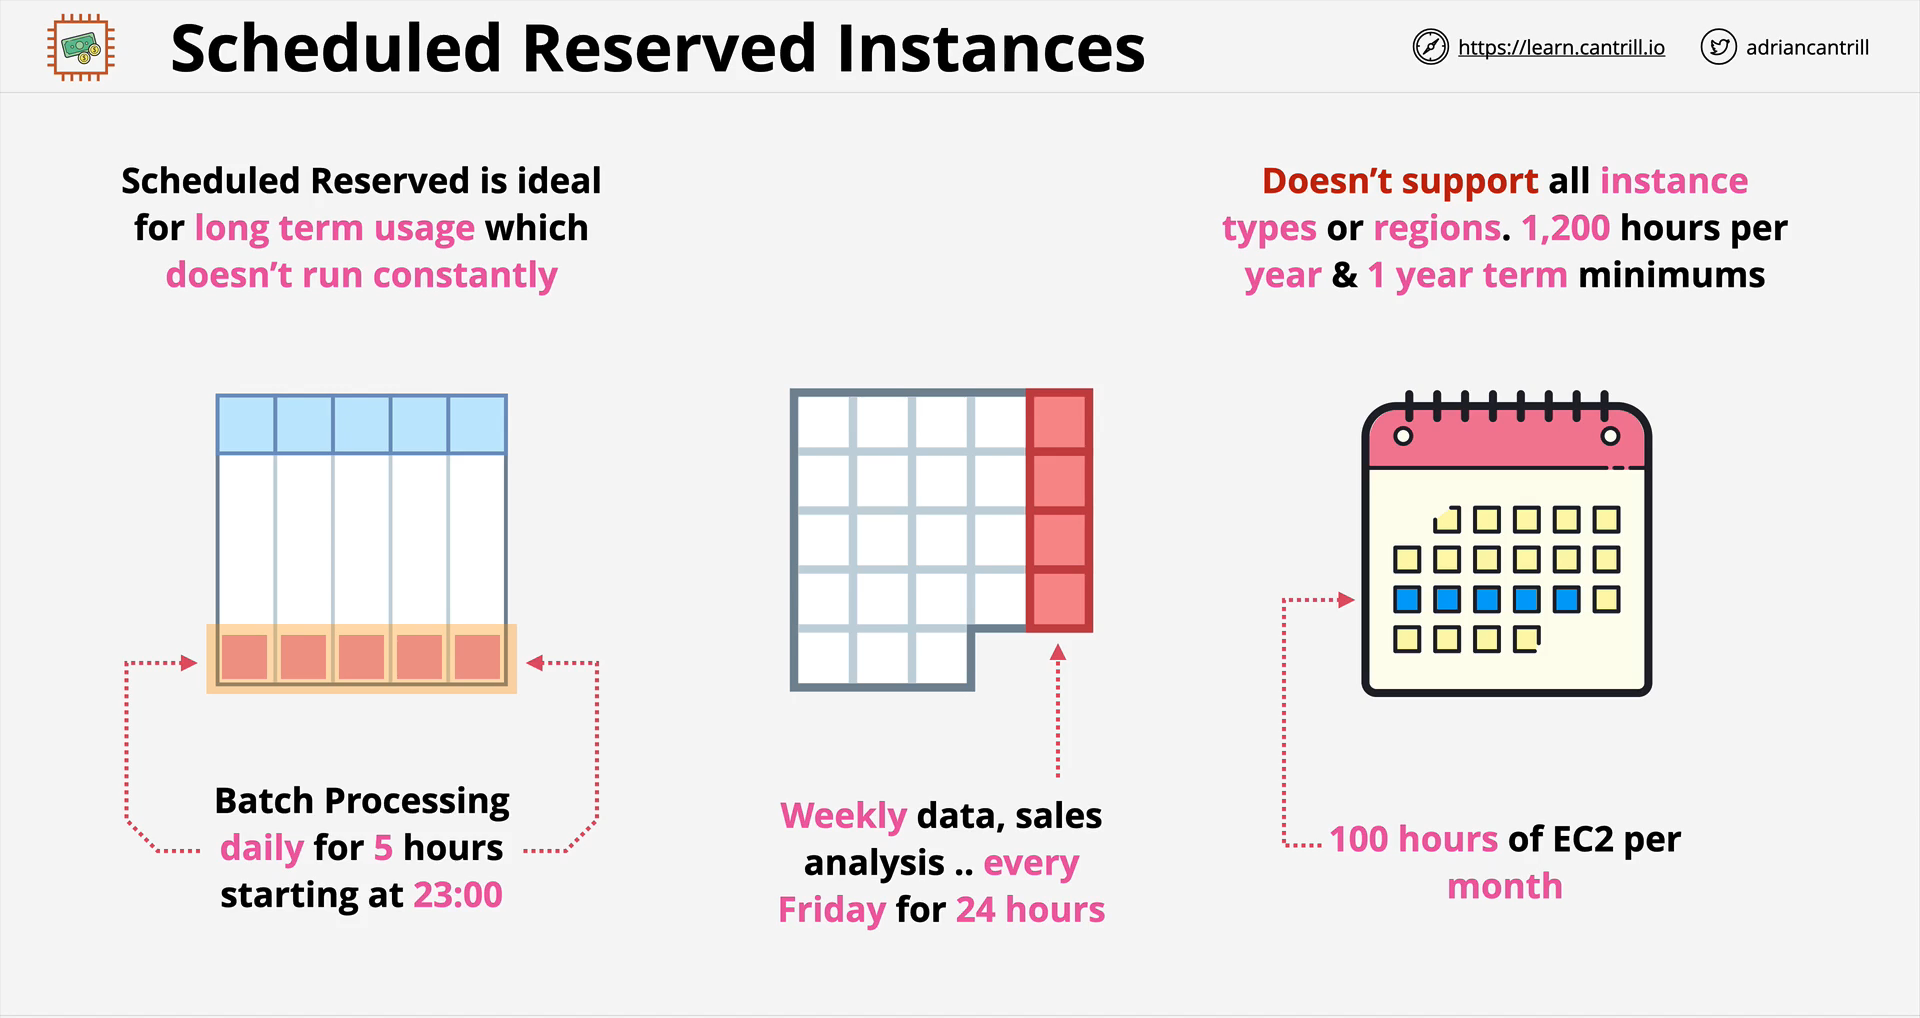 Scheduled Reserved Instances
https://learn.cantrill.io
adriancantrill
Scheduled Reserved is ideal
for long term usage which
doesn’t run constantly
Doesn’t support all instance
types or regions. 1,200 hours per
year & 1 year term minimums
Batch Processing
daily for 5 hours
starting at 23:00
Weekly data, sales
analysis .. every
Friday for 24 hours
100 hours of EC2 per
month